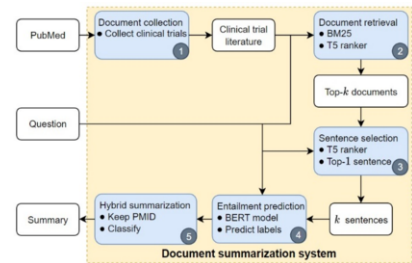 PubMed
Document collection
● Collect clinical trials
1
Clinical trial
literature
Document retrieval
● BM25
● T5 ranker
2
Top-k documents
Question
Sentence selection
● T5 ranker
● Top-1 sentence
3
Hybrid summarization
● Keep PMID
● Classify
5
Entailment prediction
● BERT model
● Predict labels
4
k sentences
Summary
Document summarization system